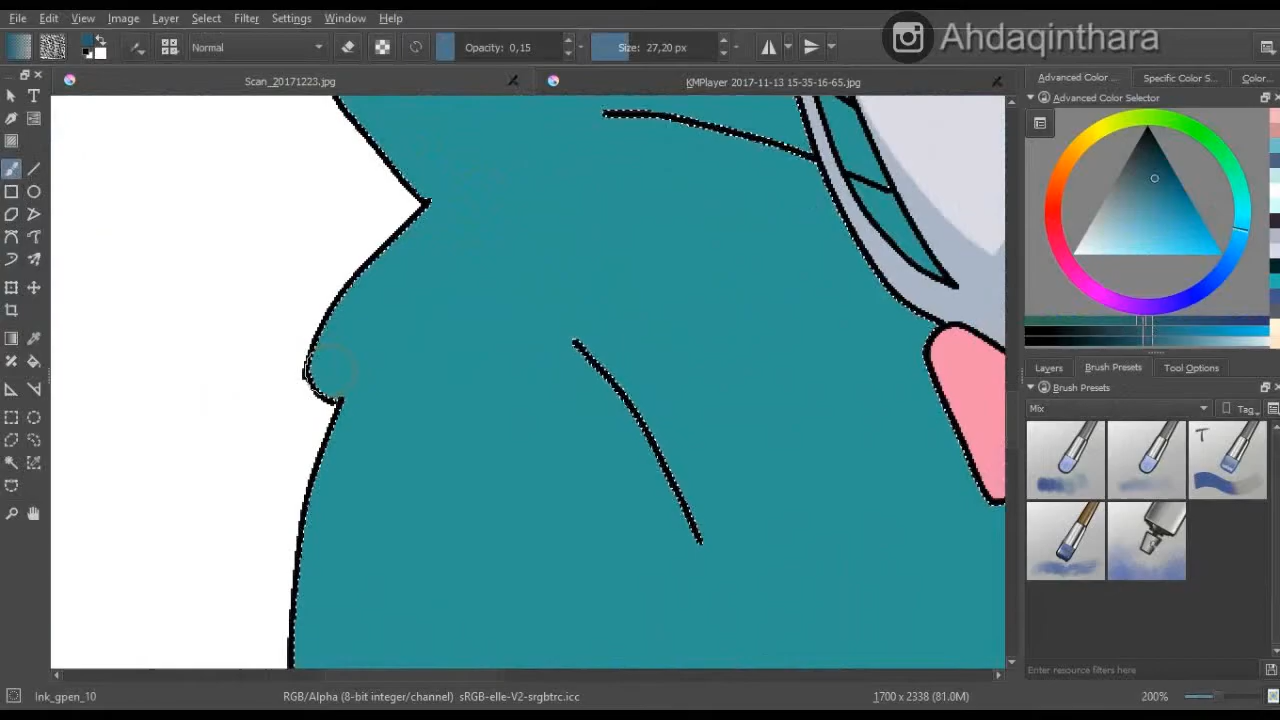 File Edit View Image Layer Select Filter Settings Window Help
Ahdaqinthara
Normal
Opacity: 0,15
Size: 27,20 px
Scan_20171223.jpg
KMPlayer 2017-11-13 15-35-16-65.jpg
Advanced Color ...
Specific Color S...
Color...
Advanced Color Selector
Layers
Brush Presets
Tool Options
Brush Presets
Mix
Tag
T
Enter resource filters here
Ink_gpen_10
RGB/Alpha (8-bit integer/channel) sRGB-elle-V2-srgbtrc.icc
1700 x 2338 (81.0M)
200%